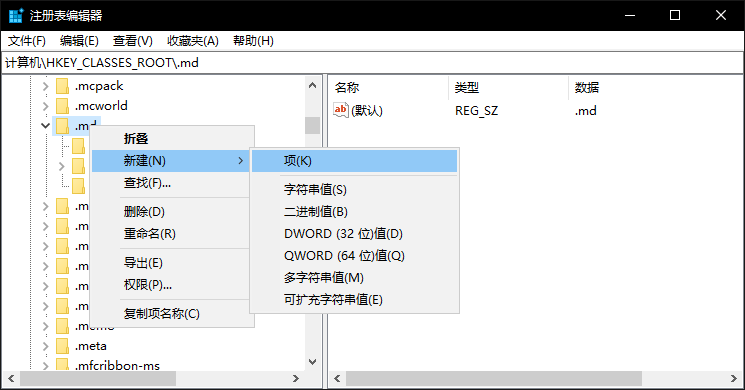 注册表编辑器
文件(F) 编辑(E) 查看(V) 收藏夹(A) 帮助(H)
计算机\HKEY_CLASSES_ROOT\.md
.mcpack
.mcworld
.md
折叠
新建(N)
查找(F)...
删除(D)
重命名(R)
导出(E)
权限(P)...
复制项名称(C)
项(K)
字符串值(S)
二进制值(B)
DWORD (32 位)值(D)
QWORD (64 位)值(Q)
多字符串值(M)
可扩充字符串值(E)
.meta
.mfcribbon-ms
名称 类型 数据
ab (默认) REG_SZ .md